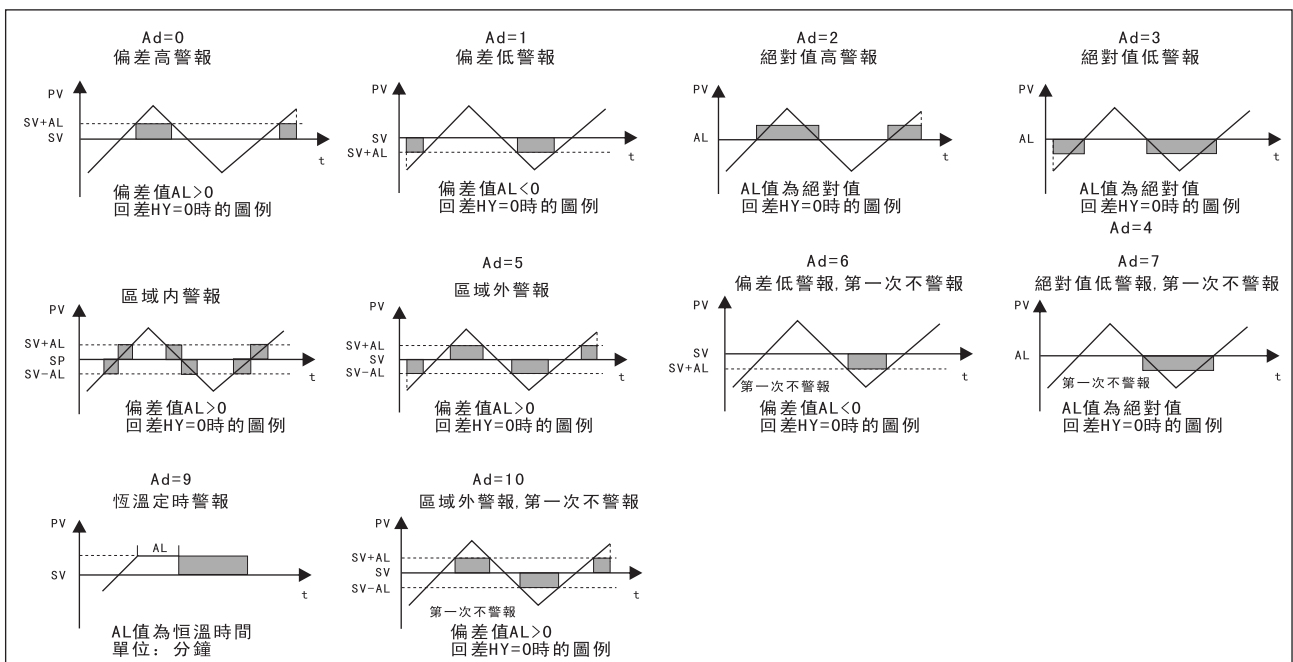 Ad=0
偏差高警報
PV
SV+AL
SV
t
偏差值AL>0
回差HY=0時的圖例
Ad=1
偏差低警報
PV
SV
SV+AL
t
偏差值AL<0
回差HY=0時的圖例
Ad=2
絕對值高警報
PV
AL
t
AL值為絕對值
回差HY=0時的圖例
Ad=3
絕對值低警報
PV
AL
t
AL值為絕對值
回差HY=0時的圖例
Ad=4
區域內警報
PV
SV+AL
SP
SV-AL
t
偏差值AL>0
回差HY=0時的圖例
Ad=5
區域外警報
PV
SV+AL
SV
SV-AL
t
偏差值AL>0
回差HY=0時的圖例
Ad=6
偏差低警報,第一次不警報
PV
SV
SV+AL
t
第一次不警報
偏差值AL<0
回差HY=0時的圖例
Ad=7
絕對值低警報,第一次不警報
PV
AL
t
第一次不警報
AL值為絕對值
回差HY=0時的圖例
Ad=9
恆溫定時警報
PV
AL
SV
t
AL值為恒溫時間
單位：分鐘
Ad=10
區域外警報,第一次不警報
PV
SV+AL
SV
SV-AL
t
第一次不警報
偏差值AL>0
回差HY=0時的圖例